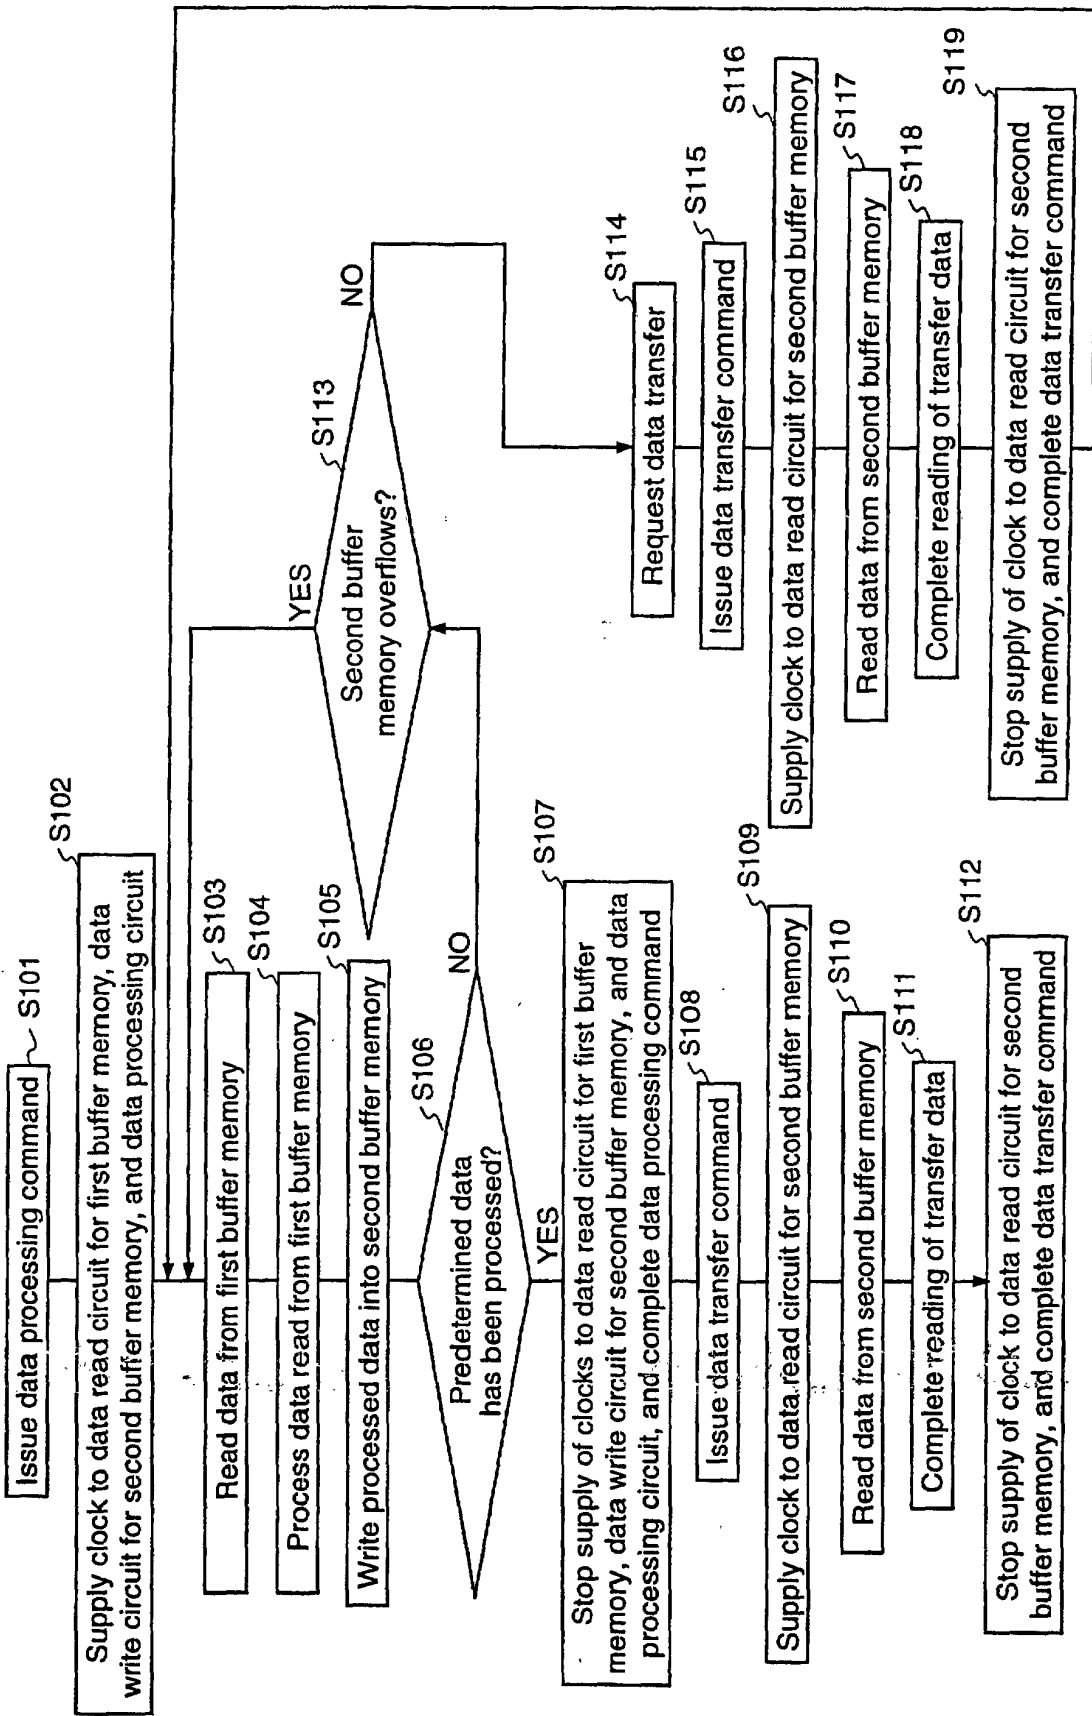 Issue data processing command
S101
Supply clock to data read circuit for first buffer memory, data
write circuit for second buffer memory, and data processing circuit
S102
Read data from first buffer memory
S103
Process data read from first buffer memory
S104
Write processed data into second buffer memory
S105
Predetermined data
has been processed?
S106
NO
YES
Stop supply of clocks to data read circuit for first buffer
memory, data write circuit for second buffer memory, and data
processing circuit, and complete data processing command
S107
Issue data transfer command
S108
Supply clock to data read circuit for second buffer memory
S109
Read data from second buffer memory
S110
Complete reading of transfer data
S111
Stop supply of clock to data read circuit for second
buffer memory, and complete data transfer command
S112
Second buffer
memory overflows?
S113
YES
NO
Request data transfer
S114
Issue data transfer command
S115
Supply clock to data read circuit for second buffer memory
S116
Read data from second buffer memory
S117
Complete reading of transfer data
S118
Stop supply of clock to data read circuit for second
buffer memory, and complete data transfer command
S119